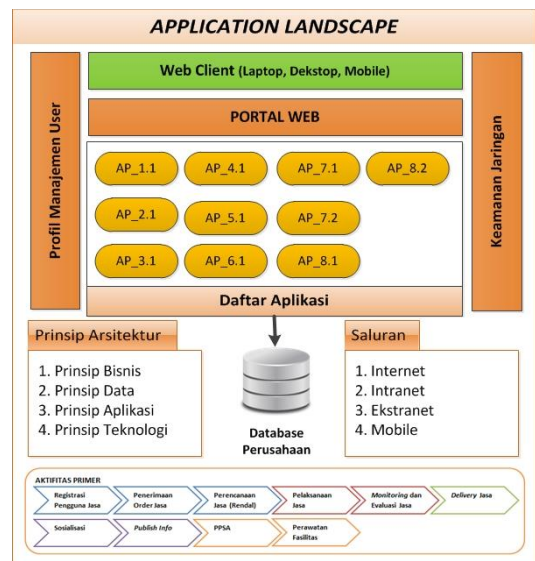 APPLICATION LANDSCAPE
Profil Manajemen User
Web Client (Laptop, Dekstop, Mobile)
PORTAL WEB
AP_1.1 AP_4.1 AP_7.1 AP_8.2
AP_2.1 AP_5.1 AP_7.2
AP_3.1 AP_6.1 AP_8.1
Daftar Aplikasi
Keamanan Jaringan
Prinsip Arsitektur
1. Prinsip Bisnis
2. Prinsip Data
3. Prinsip Aplikasi
4. Prinsip Teknologi
Database
Perusahaan
Saluran
1. Internet
2. Intranet
3. Ekstranet
4. Mobile
AKTIFITAS PRIMER
Registrasi
Pengguna Jasa
Penerimaan
Order Jasa
Perencanaan
Jasa (Rendal)
Pelaksanaan
Jasa
Monitoring dan
Evaluasi Jasa
Delivery Jasa
Sosialisasi
Publish Info
PPSA
Perawatan
Fasilitas